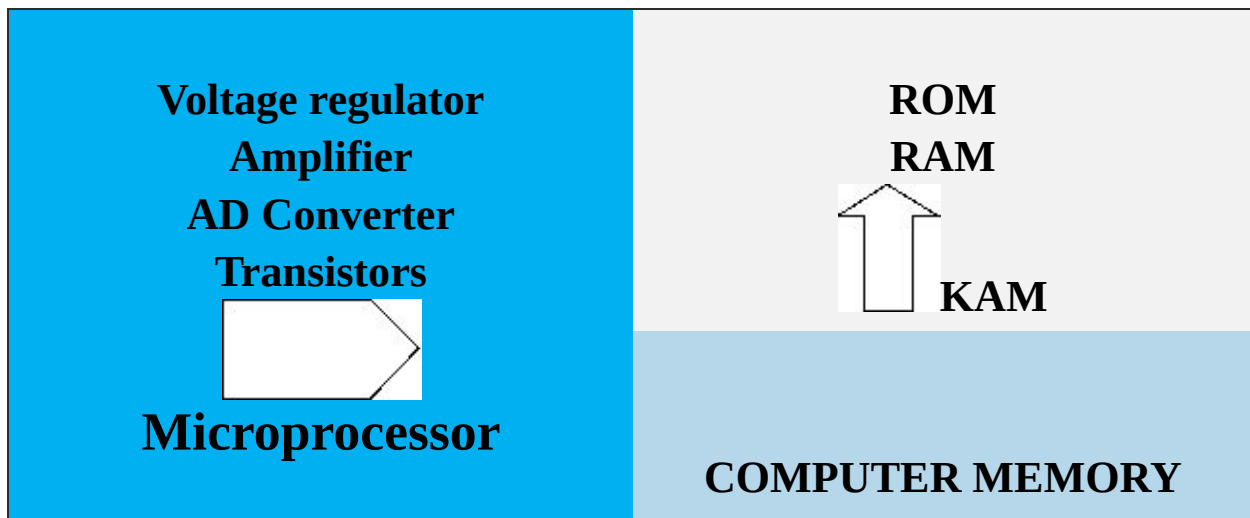 Voltage regulator
Amplifier
AD Converter
Transistors
Microprocessor
ROM
RAM
KAM
COMPUTER MEMORY